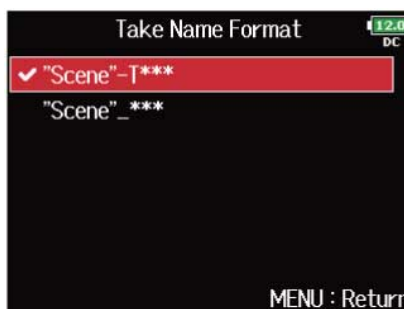 Take Name Format
12.0
DC
"Scene"-T***
"Scene"_***
MENU : Return